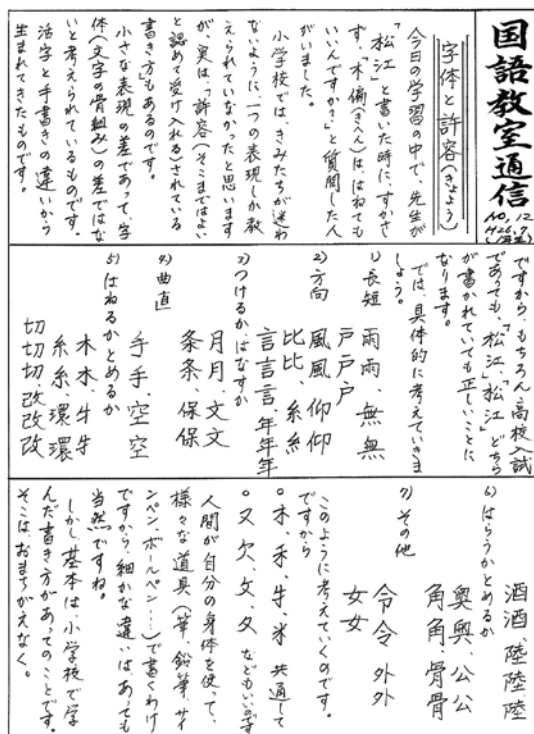 国語教室通信
No.12
H26.7
字体と許容(きょよう)
今日の学習の中で、先生が
「松江」と書いた時に、すかさ
ず、「木偏(きへん)は、はねても
いいんですか?」と質問した人
がいました。
小学校では、きみたちが迷わ
ないように、一つの表現しか教
えられていなかったと思います
が、実は、「許容(そこまではよい
と認めて受け入れる)されている
書き方」もあるのです。
小さな表現の差であって、字
体(文字の骨組み)の差ではな
いと考えられているものです。
活字と手書きの違いから
生まれてきたものです。
ですから、もちろん、高校入試
であっても、「松江」「松江」どちら
が書かれていても正しいことに
なります。
では、具体的に考えていきま
しょう。
1)長短
雨雨、無無
戸戸戸
2)方向
風風仰仰
比比、糸糸
言言言、年年年
3)つけるか、はなすか
月月、文文
条条、保保
4)曲直
手手、空空
5)はねるかとめるか
木木、牛牛
糸糸環環
切切切、改改改
6)はらうかとめるか
酒酒、陸陸陸
奥奥、公公
角角、骨骨
7)その他
令令 外外
女女
このように考えていくのです。
ですから
。木、禾、牛、米 共通して
。又、欠、文、夂 などもいいのです
人間が自分の身体を使って、
様々な道具(筆、鉛筆、サイ
ンペン、ボールペン…)で書くわけ
ですから、細かな違いは、あっても
当然ですね。
しかし、基本は、小学校で学
んだ書き方があってのことです。
そこは、おまちがえなく。